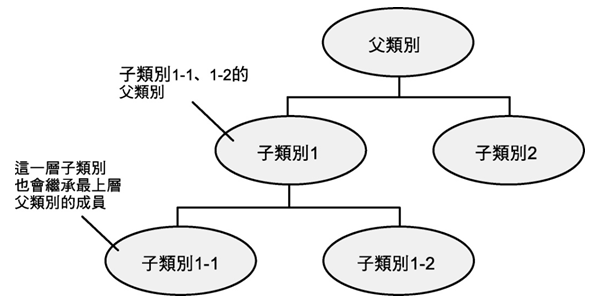 父類別
子類別1-1、1-2的
父類別
子類別1
子類別2
這一層子類別
也會繼承最上層
父類別的成員
子類別1-1
子類別1-2